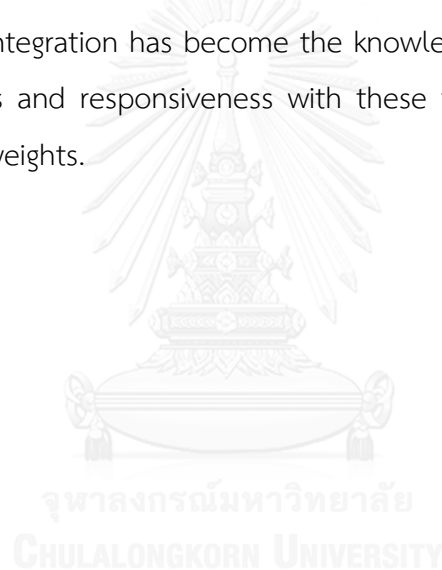 ntegration has become the knowle
s and responsiveness with these
veights.
จุฬาลงกรณ์มหาวิทยาลัย
CHULALONGKORN UNIVERSITY